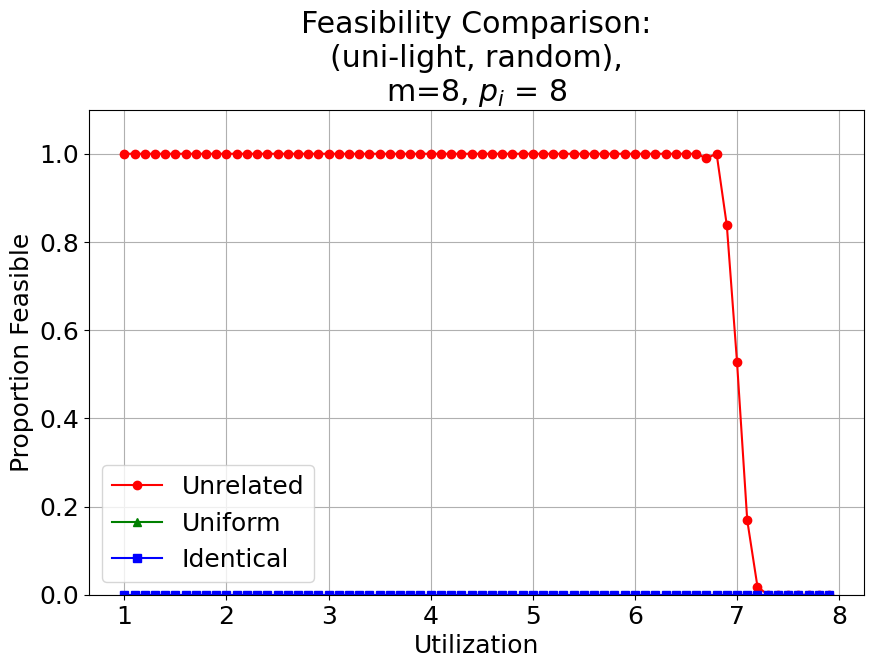 Feasibility Comparison:
(uni-light, random),
m=8, $p_i$ = 8
Proportion Feasible
1.0
0.8
0.6
0.4
0.2
0.0
Unrelated
Uniform
Identical
1 2 3 4 5 6 7 8
Utilization